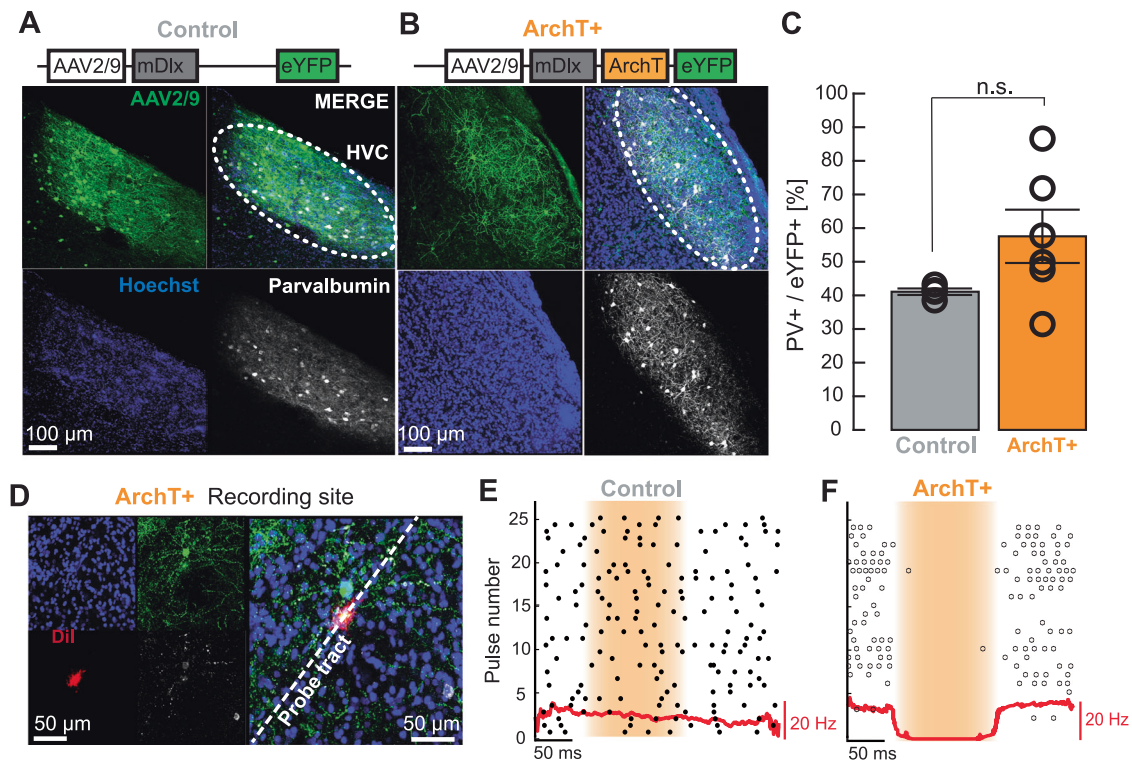 A
Control
AAV2/9 mDlx eYFP
AAV2/9
MERGE
HVC
Hoechst
Parvalbumin
100 µm
B
ArchT+
AAV2/9 mDlx ArchT eYFP
100 µm
C
n.s.
PV+ / eYFP+ [%]
100
90
80
70
60
50
40
30
20
10
0
Control
ArchT+
D
ArchT+ Recording site
DiI
50 µm
Probe tract
50 µm
E
Control
Pulse number
25
20
15
10
5
0
20 Hz
50 ms
F
ArchT+
20 Hz
50 ms